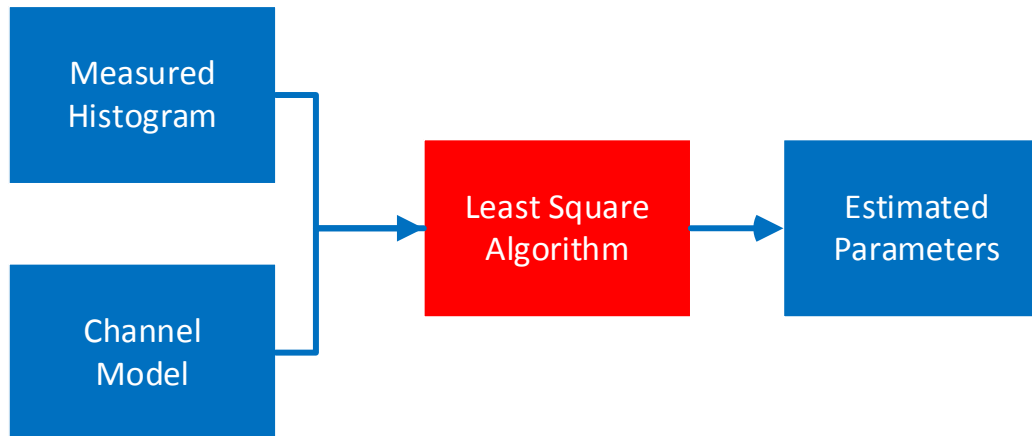 Measured
Histogram
Channel
Model
Least Square
Algorithm
Estimated
Parameters